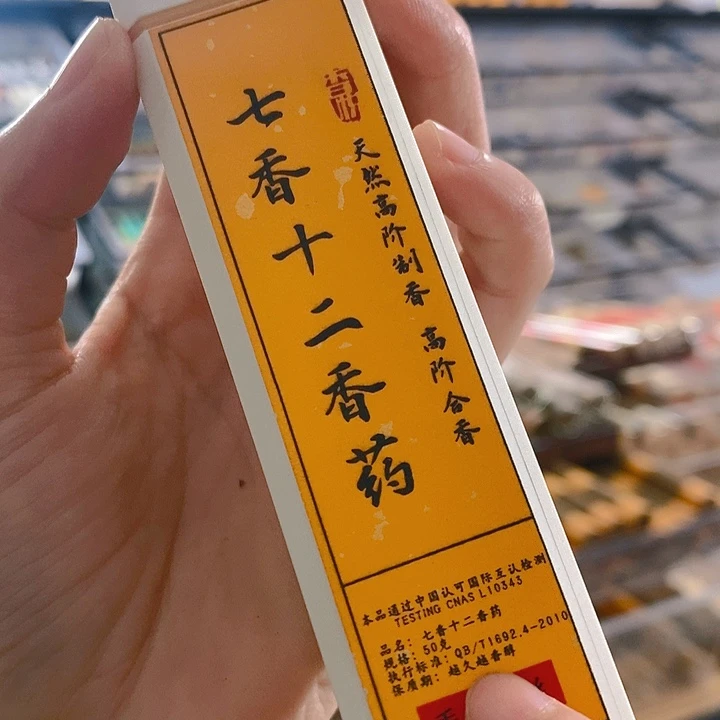 天然高阶制香 高阶合香
七香十二香药
本品通过中国认可国际互认检测
TESTING CNAS L10343
品名: 七香十二香药
规格: 50克
执行标准: QB/T1692.4-2010
保质期: 越久越香醇